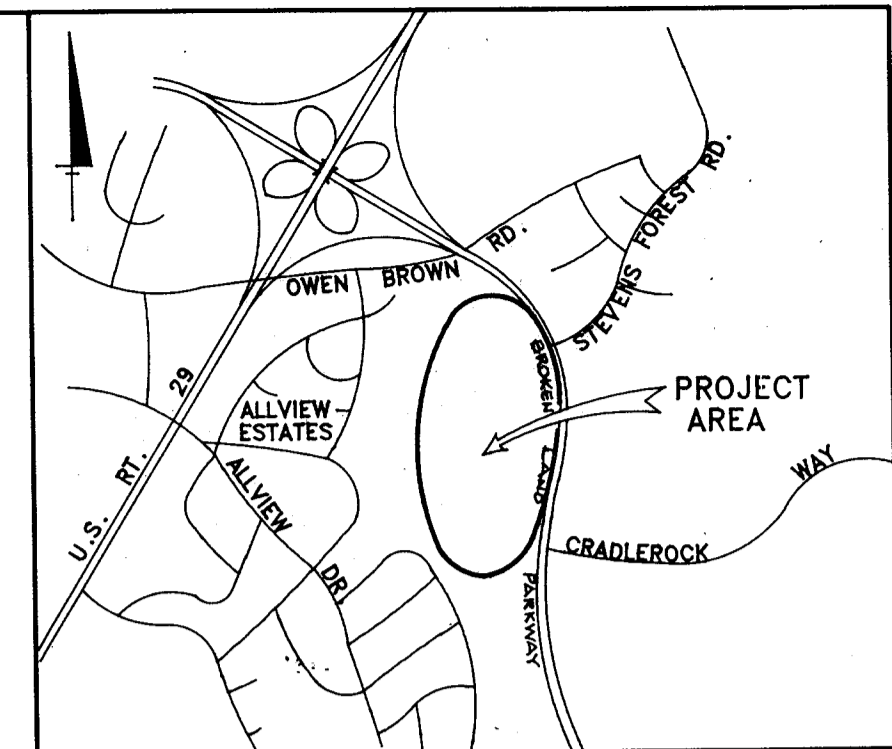 OWEN BROWN RD.
STEVENS FOREST RD.
BROKEN LAND PARKWAY
PROJECT
AREA
U.S. RT. 29
ALLVIEW
ESTATES
ALLVIEW DR.
CRADLEROCK WAY